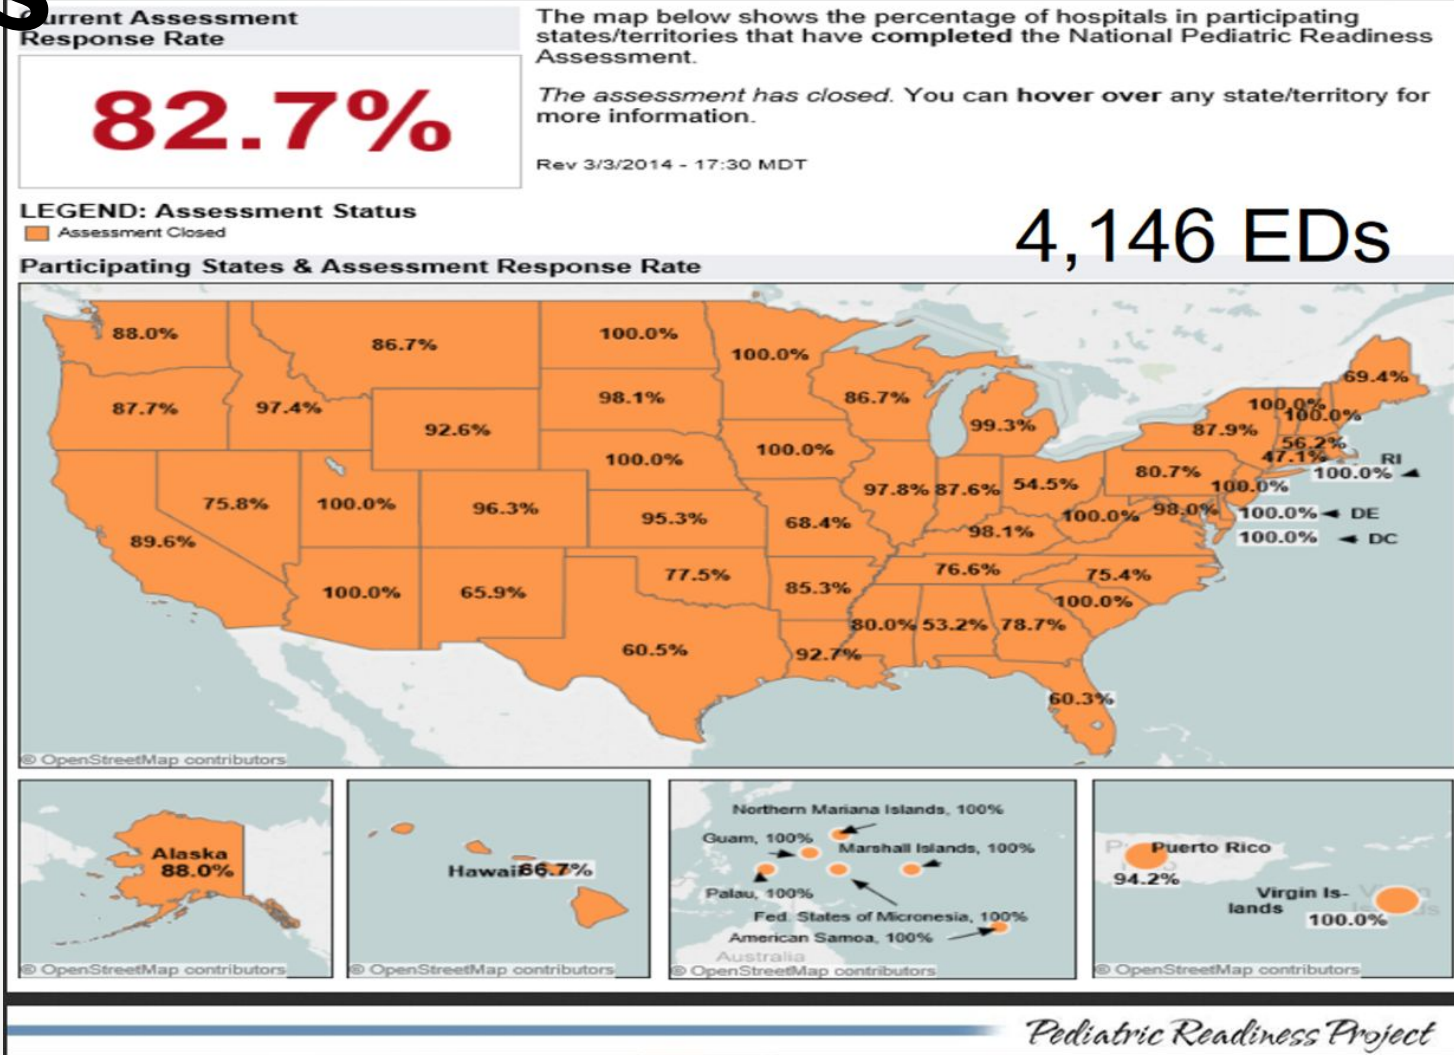 S
Current Assessment
Response Rate
82.7%
The map below shows the percentage of hospitals in participating
states/territories that have completed the National Pediatric Readiness
Assessment.
The assessment has closed. You can hover over any state/territory for
more information.
Rev 3/3/2014 - 17:30 MDT
LEGEND: Assessment Status
Assessment Closed
4,146 EDs
Participating States & Assessment Response Rate
88.0%
86.7%
100.0%
100.0%
69.4%
87.7%
97.4%
98.1%
86.7%
99.3%
100.0%
100.0%
92.6%
87.9%
56.2%
47.1%
RI
100.0%
100.0%
100.0%
80.7%
75.8%
100.0%
96.3%
97.8%
87.6%
54.5%
100.0%
95.3%
68.4%
98.1%
100.0%
98.0%
100.0%
DE
100.0%
DC
89.6%
100.0%
65.9%
77.5%
85.3%
76.6%
75.4%
100.0%
80.0%
53.2%
78.7%
60.5%
92.7%
60.3%
© OpenStreetMap contributors
Alaska
88.0%
© OpenStreetMap contributors
Hawaii
66.7%
© OpenStreetMap contributors
Northern Mariana Islands, 100%
Guam, 100%
Marshall Islands, 100%
Palau, 100%
Fed. States of Micronesia, 100%
American Samoa, 100%
Australia
© OpenStreetMap contributors
Puerto Rico
94.2%
Virgin Is-
lands
100.0%
© OpenStreetMap contributors
Pediatric Readiness Project